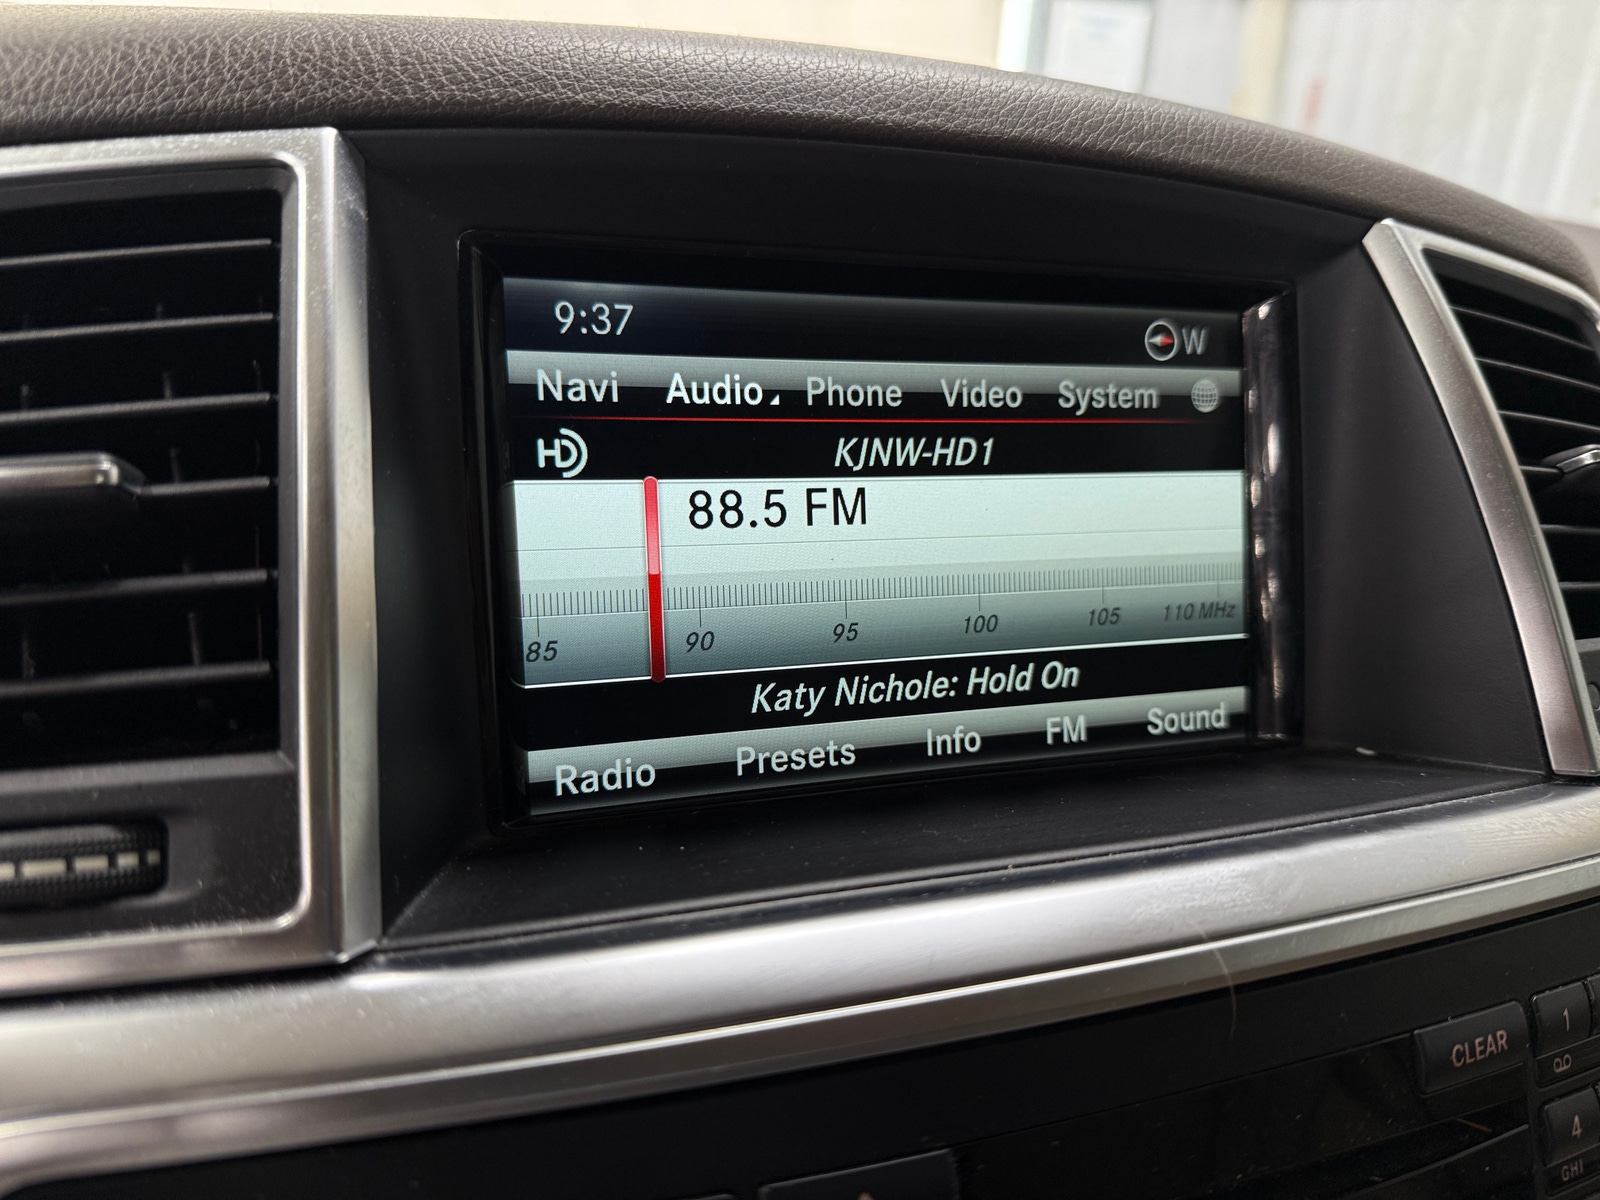 9:37
W
Navi Audio Phone Video System
HD KJNW-HD1
88.5 FM
85 90 95 100 105 110 MHz
Katy Nichole: Hold On
Radio Presets Info FM Sound
CLEAR
1
4
GHI